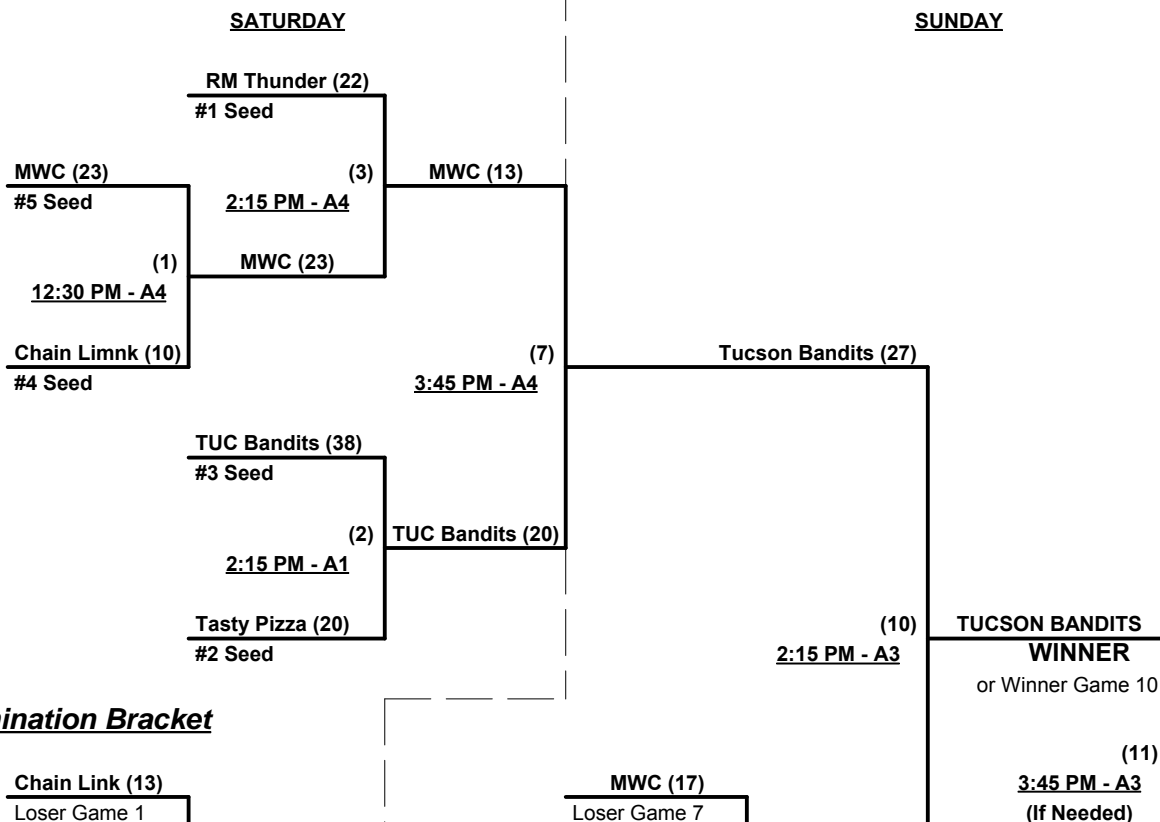 SATURDAY
SUNDAY
RM Thunder (22)
#1 Seed
MWC (23)
#5 Seed
(3)
2:15 PM - A4
MWC (13)
(1)
12:30 PM - A4
MWC (23)
Chain Limnk (10)
#4 Seed
(7)
3:45 PM - A4
Tucson Bandits (27)
TUC Bandits (38)
#3 Seed
(2)
2:15 PM - A1
TUC Bandits (20)
Tasty Pizza (20)
#2 Seed
(10)
2:15 PM - A3
TUCSON BANDITS
WINNER
or Winner Game 10
ination Bracket
Chain Link (13)
Loser Game 1
MWC (17)
Loser Game 7
(11)
3:45 PM - A3
(If Needed)